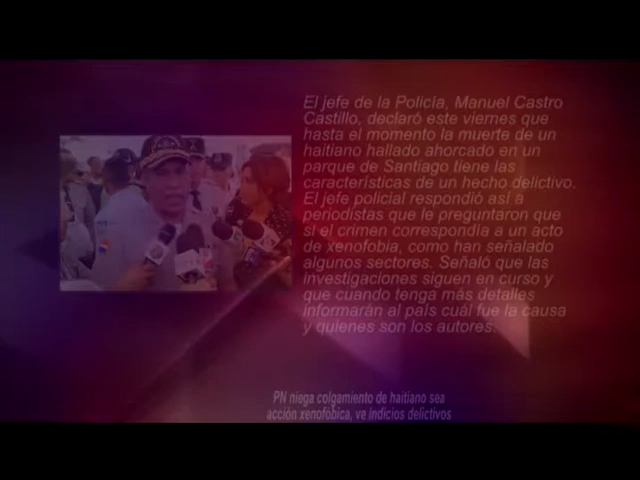 El jefe de la Policía, Manuel Castro
Castillo, declaró este viernes que
hasta el momento la muerte de un
haitiano hallado ahorcado en un
parque de Santiago tiene las
características de un hecho delictivo.
El jefe policial respondió así a
periodistas que le preguntaron que
si el crimen correspondía a un acto
de xenofobia, como han señalado
algunos sectores. Señaló que las
investigaciones siguen en curso y
que cuando tenga más detalles
informarán al país cuál fue la causa
y quienes son los autores.
PN niega colgamiento de haitiano sea
acción xenofóbica, ve indicios delictivos